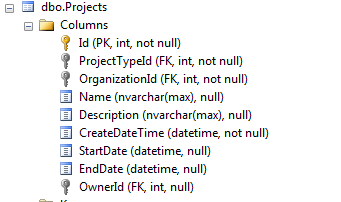 dbo.Projects
Columns
Id (PK, int, not null)
ProjectTypeId (FK, int, not null)
OrganizationId (FK, int, not null)
Name (nvarchar(max), null)
Description (nvarchar(max), null)
CreateDateTime (datetime, not null)
StartDate (datetime, null)
EndDate (datetime, null)
OwnerId (FK, int, null)